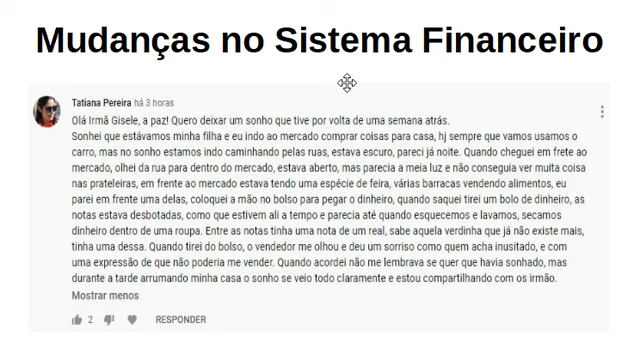 Mudanças no Sistema Financeiro
Tatiana Pereira há 3 horas
Olá Irmã Gisele, a paz! Quero deixar um sonho que tive por volta de uma semana atrás.
Sonhei que estávamos minha filha e eu indo ao mercado comprar coisas para casa, hj sempre que vamos usamos o
carro, mas no sonho estamos indo caminhando pelas ruas, estava escuro, pareci já noite. Quando cheguei em frete ao
mercado, olhei da rua para dentro do mercado, estava aberto, mas parecia a meia luz e não conseguia ver muita coisa
nas prateleiras, em frente ao mercado estava tendo uma espécie de feira, várias barracas vendendo alimentos, eu
parei em frente uma delas, coloquei a mão no bolso para pegar o dinheiro, quando saquei tirei um bolo de dinheiro, as
notas estava desbotadas, como que estivem ali a tempo e parecia até quando esquecemos e lavamos, secamos
dinheiro dentro de uma roupa. Entre as notas tinha uma nota de um real, sabe aquela verdinha que já não existe mais,
tinha uma dessa. Quando tirei do bolso, o vendedor me olhou e deu um sorriso como quem acha inusitado, e com
uma expressão de que não poderia me vender. Quando acordei não me lembrava se quer que havia sonhado, mas
durante a tarde arrumando minha casa o sonho se veio todo claramente e estou compartilhando com os irmão.
Mostrar menos
2 RESPONDER